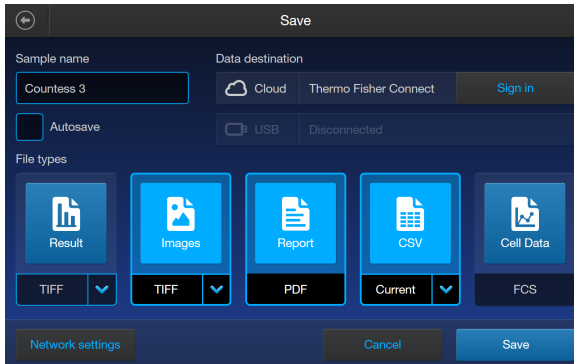 Save
Sample name
Data destination
Countess 3
Cloud
Thermo Fisher Connect
Sign in
Autosave
USB
Disconnected
File types
Result
Images
Report
CSV
Cell Data
TIFF
TIFF
PDF
Current
FCS
Network settings
Cancel
Save